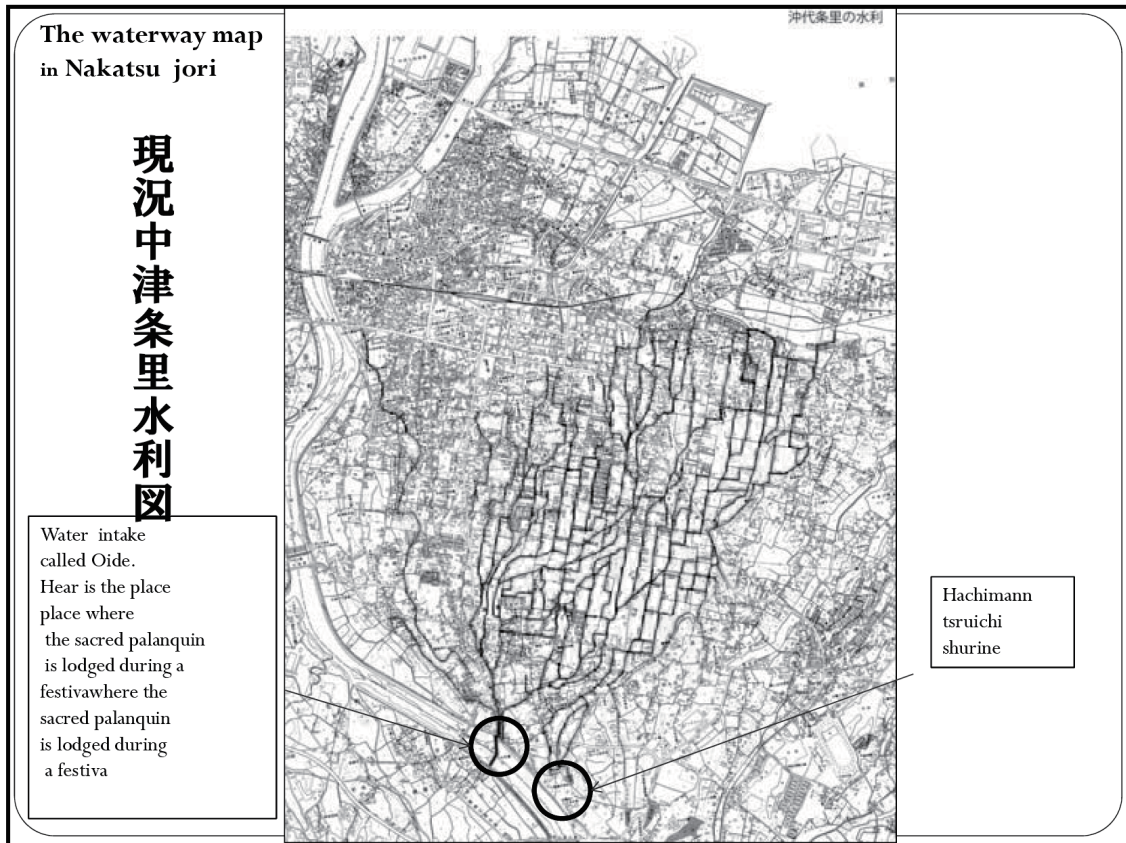 The waterway map
in Nakatsu jori
沖代条里の水利
現況中津条里水利図
Water intake
called Oide.
Hear is the place
place where
the sacred palanquin
is lodged during a
festivawhere the
sacred palanquin
is lodged during
a festiva
Hachimann
tsruichi
shurine